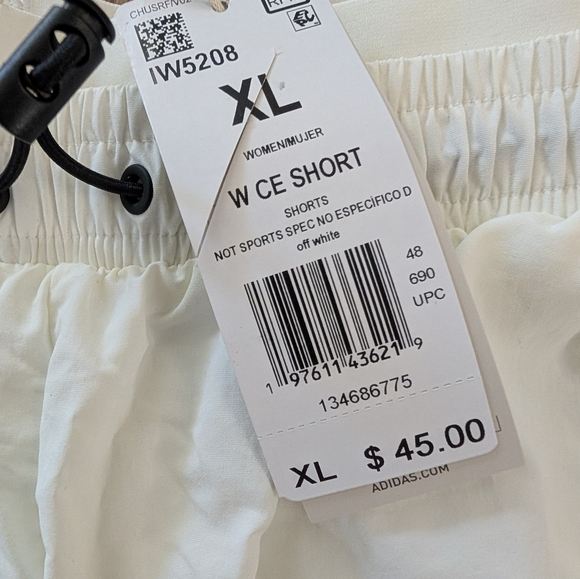 IW5208
XL
WOMEN/MUJER
W CE SHORT
SHORTS
NOT SPORTS SPEC NO ESPECÍFICO D
off white
48
690
UPC
1 97611 43621 9
134686775
XL $ 45.00
ADIDAS.COM